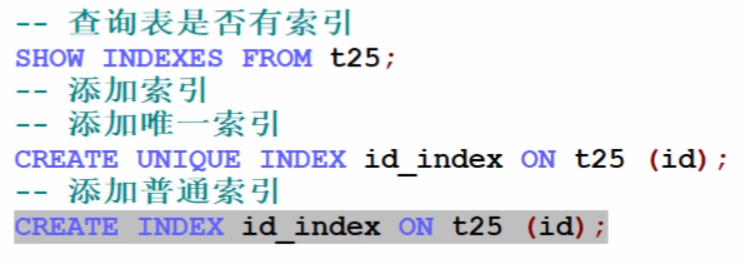 -- 查询表是否有索引
SHOW INDEXES FROM t25;
-- 添加索引
-- 添加唯一索引
CREATE UNIQUE INDEX id_index ON t25 (id);
-- 添加普通索引
CREATE INDEX id_index ON t25 (id);